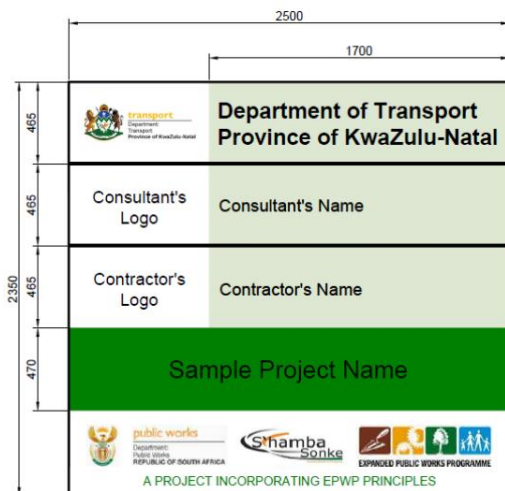 2500
1700
465
transport
Department:
Transport
Province of KwaZulu-Natal
Department of Transport
Province of KwaZulu-Natal
465
Consultant's
Logo
Consultant's Name
2350
465
Contractor's
Logo
Contractor's Name
470
Sample Project Name
public works
Department:
Public Works
REPUBLIC OF SOUTH AFRICA
S'hamba
Sonke
EXPANDED PUBLIC WORKS PROGRAMME
A PROJECT INCORPORATING EPWP PRINCIPLES